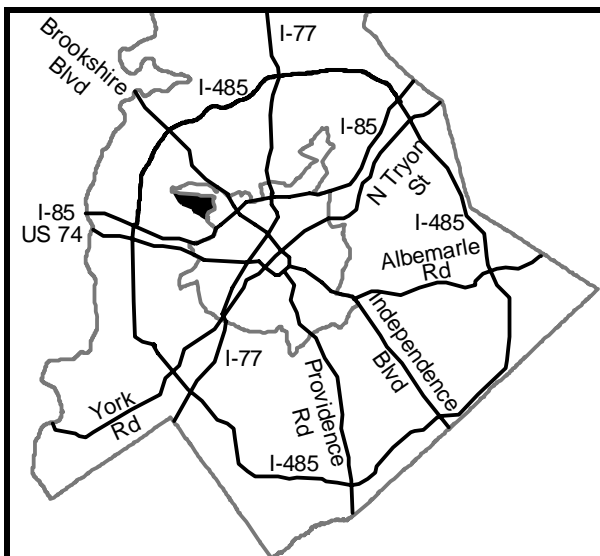 I-77
Brookshire
Blvd
I-485
I-85
N Tryon
St
I-85
US 74
I-485
Albemarle
Rd
Independence
Blvd
I-77
Providence
Rd
York
Rd
I-485